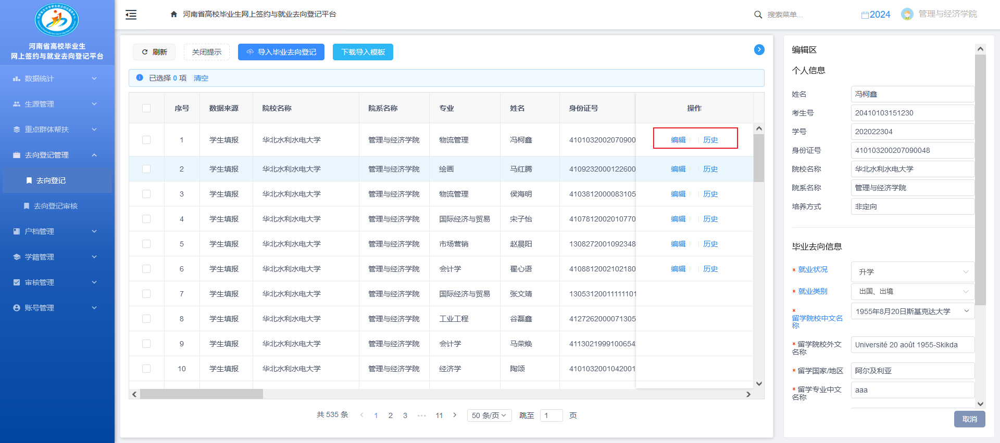 河南省高校毕业生
网上签约与就业去向登记平台
数据统计
生源管理
重点群体帮扶
去向登记管理
去向登记
去向登记审核
户档管理
学籍管理
审核管理
账号管理
河南省高校毕业生网上签约与就业去向登记平台
搜索菜单...
2024
管理与经济学院
刷新
关闭提示
导入毕业去向登记
下载导入模板
已选择 0 项 清空
序号 数据来源 院校名称 院系名称 专业 姓名 身份证号 操作
1 学生填报 华北水利水电大学 管理与经济学院 物流管理 冯柯鑫 4101032002070900 编辑 历史
2 学生填报 华北水利水电大学 管理与经济学院 绘画 马红腾 4109232000122600 编辑 历史
3 学生填报 华北水利水电大学 管理与经济学院 物流管理 侯海明 4103812000083105 编辑 历史
4 学生填报 华北水利水电大学 管理与经济学院 国际经济与贸易 宋子怡 4107812002010770 编辑 历史
5 学生填报 华北水利水电大学 管理与经济学院 市场营销 赵晨阳 1308272001092348 编辑 历史
6 学生填报 华北水利水电大学 管理与经济学院 会计学 翟心语 4108812002102180 编辑 历史
7 学生填报 华北水利水电大学 管理与经济学院 国际经济与贸易 张文靖 13053120011111101
8 学生填报 华北水利水电大学 管理与经济学院 工业工程 谷磊鑫 4127262000071305
9 学生填报 华北水利水电大学 管理与经济学院 会计学 马荣焕 4113021999100654
10 学生填报 华北水利水电大学 管理与经济学院 经济学 陶颂 4101032001042001
共 535 条 1 2 3 ••• 11 50 条/页 跳至 1 页
编辑区
个人信息
姓名 冯柯鑫
考生号 20410103151230
学号 202022304
身份证号 410103200207090048
院校名称 华北水利水电大学
院系名称 管理与经济学院
培养方式 非定向
毕业去向信息
* 就业状况 升学
* 就业类别 出国、出境
*
留学院校中文名 1955年8月20日斯基克达大学
称
* 留学院校外文 Université 20 août 1955-Skikda
名称
* 留学国家/地区 阿尔及利亚
* 留学专业中文 aaa
名称
取消